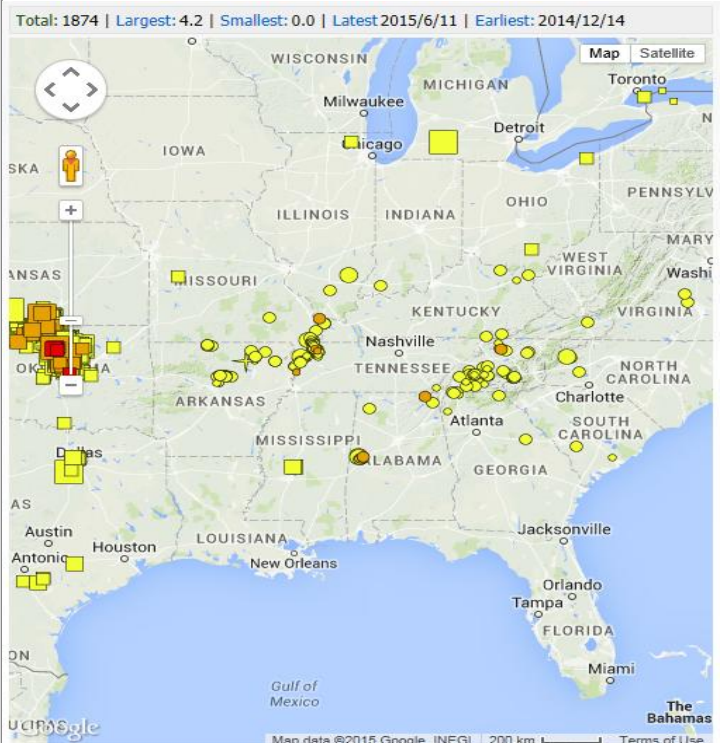 Total: 1874 | Largest: 4.2 | Smallest: 0.0 | Latest 2015/6/11 | Earliest: 2014/12/14
Map Satellite
WISCONSIN
MICHIGAN
Toronto
Milwaukee
Detroit
Chicago
IOWA
SKA
PENNSYLV
OHIO
ILLINOIS INDIANA
MARY
WEST
VIRGINIA
Washi
ANSAS
MISSOURI
KENTUCKY
VIRGINIA
Nashville
OK HA
TENNESSEE
NORTH
CAROLINA
Charlotte
ARKANSAS
Atlanta
SOUTH
CAROLINA
MISSISSIPPI
Dallas
ALABAMA
GEORGIA
AS
Austin
Jacksonville
LOUISIANA
Houston
Antonio
New Orleans
Orlando
Tampa
FLORIDA
ON
Miami
Gulf of
Mexico
The
Bahamas
Google
Map data ©2015 Google, INEGI 200 km Terms of Use